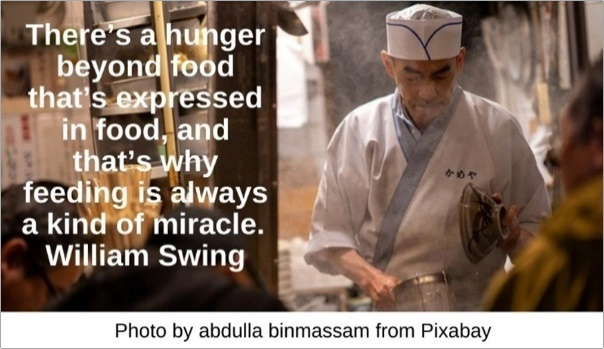 There's a hunger
beyond food
that's expressed
in food, and
that's why
feeding is always
a kind of miracle.
William Swing
かめや
Photo by abdulla binmassam from Pixabay